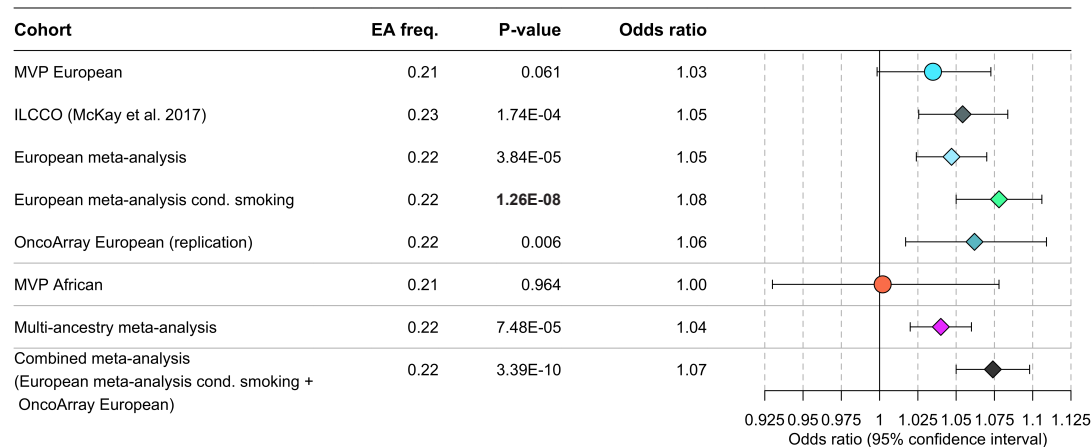 Cohort EA freq. P-value Odds ratio
MVP European 0.21 0.061 1.03
ILCCO (McKay et al. 2017) 0.23 1.74E-04 1.05
European meta-analysis 0.22 3.84E-05 1.05
European meta-analysis cond. smoking 0.22 1.26E-08 1.08
OncoArray European (replication) 0.22 0.006 1.06
MVP African 0.21 0.964 1.00
Multi-ancestry meta-analysis 0.22 7.48E-05 1.04
Combined meta-analysis
(European meta-analysis cond. smoking + 0.22 3.39E-10 1.07
OncoArray European)
0.925 0.95 0.975 1 1.025 1.05 1.075 1.1 1.125
Odds ratio (95% confidence interval)